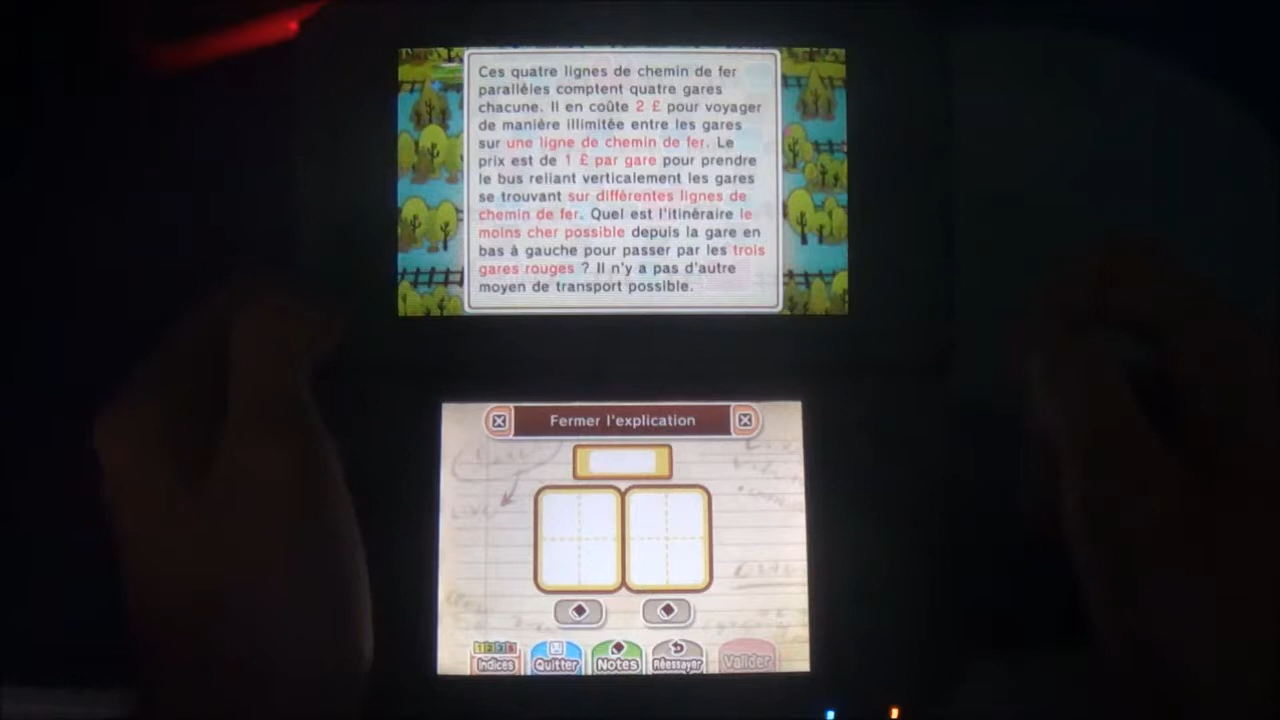 Ces quatre lignes de chemin de fer
parallèles comptent quatre gares
chacune. Il en coûte 2 £ pour voyager
de manière illimitée entre les gares
sur une ligne de chemin de fer. Le
prix est de 1 £ par gare pour prendre
le bus reliant verticalement les gares
se trouvant sur différentes lignes de
chemin de fer. Quel est l'itinéraire le
moins cher possible depuis la gare en
bas à gauche pour passer par les trois
gares rouges ? Il n'y a pas d'autre
moyen de transport possible.
Fermer l'explication
Indices Quitter Notes Réessayer Valider